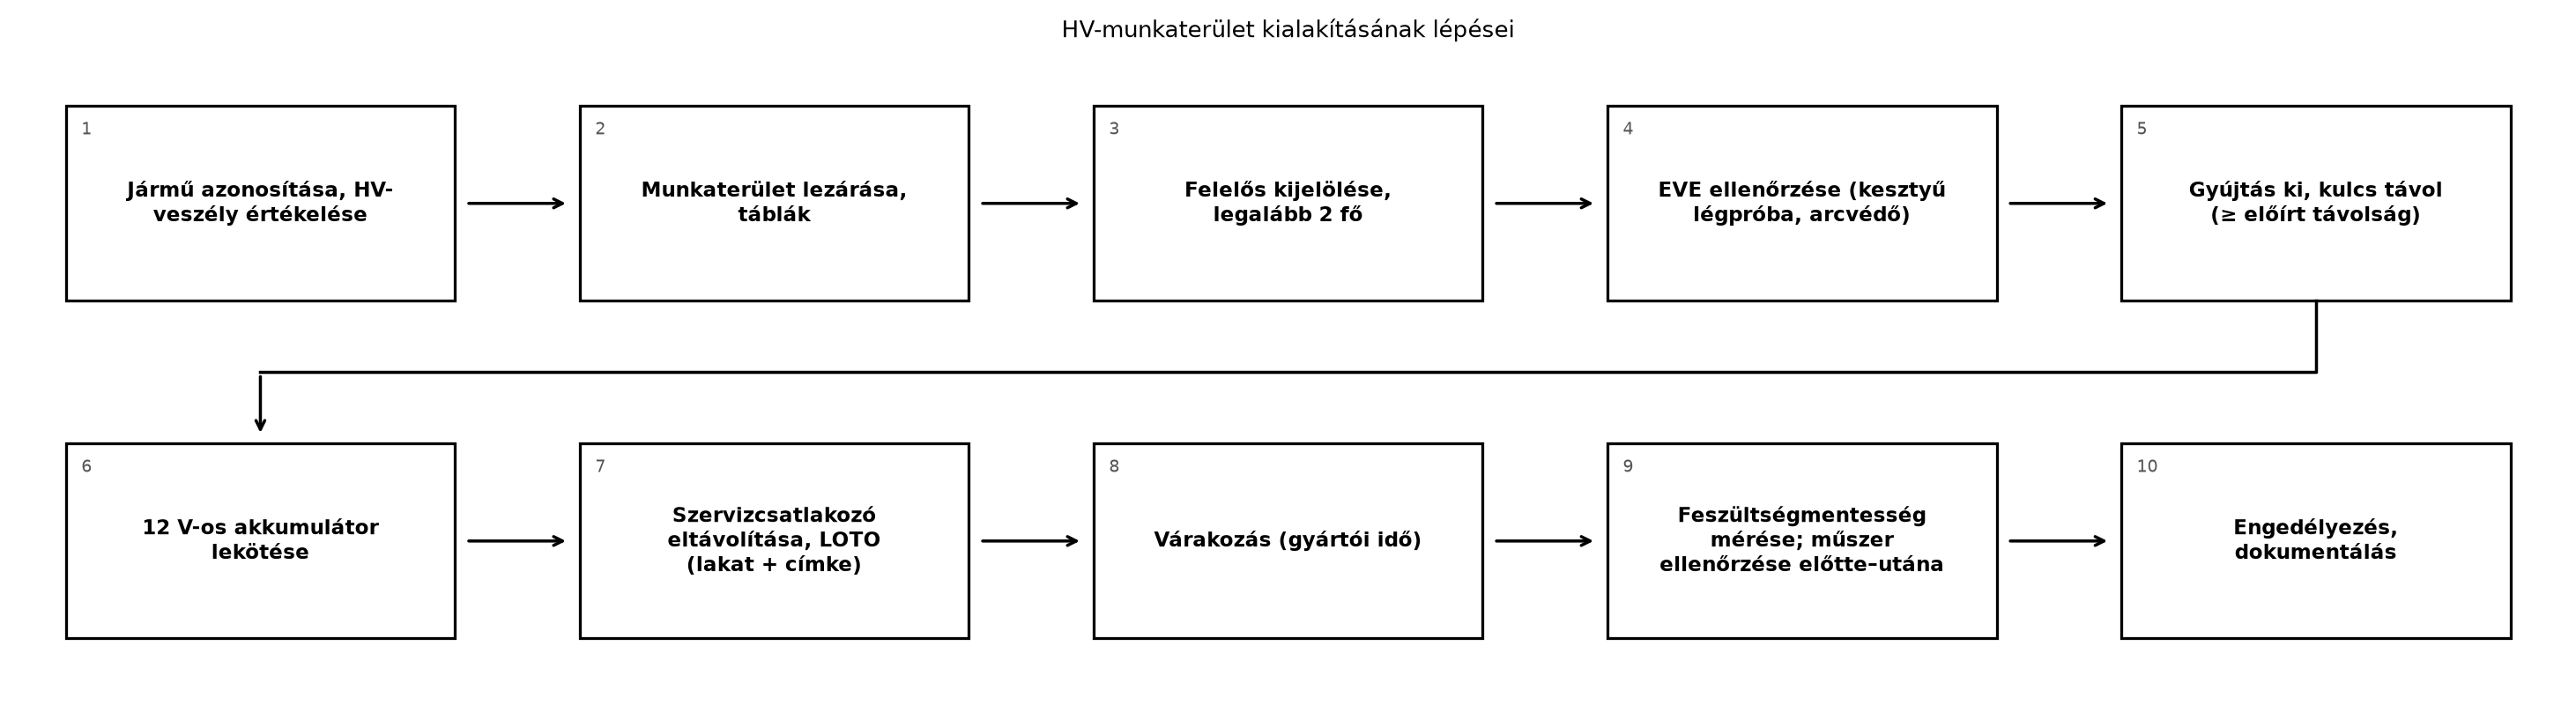 HV-munkaterület kialakításának lépései
1
Jármű azonosítása, HV-
veszély értékelése
2
Munkaterület lezárása,
táblák
3
Felelős kijelölése,
legalább 2 fő
4
EVE ellenőrzése (kesztyű
légpróba, arcvédő)
5
Gyújtás ki, kulcs távol
(≥ előírt távolság)
6
12 V-os akkumulátor
lekötése
7
Szervizcsatlakozó
eltávolítása, LOTO
(lakat + címke)
8
Várakozás (gyártói idő)
9
Feszültségmentesség
mérése; műszer
ellenőrzése előtte–utána
10
Engedélyezés,
dokumentálás